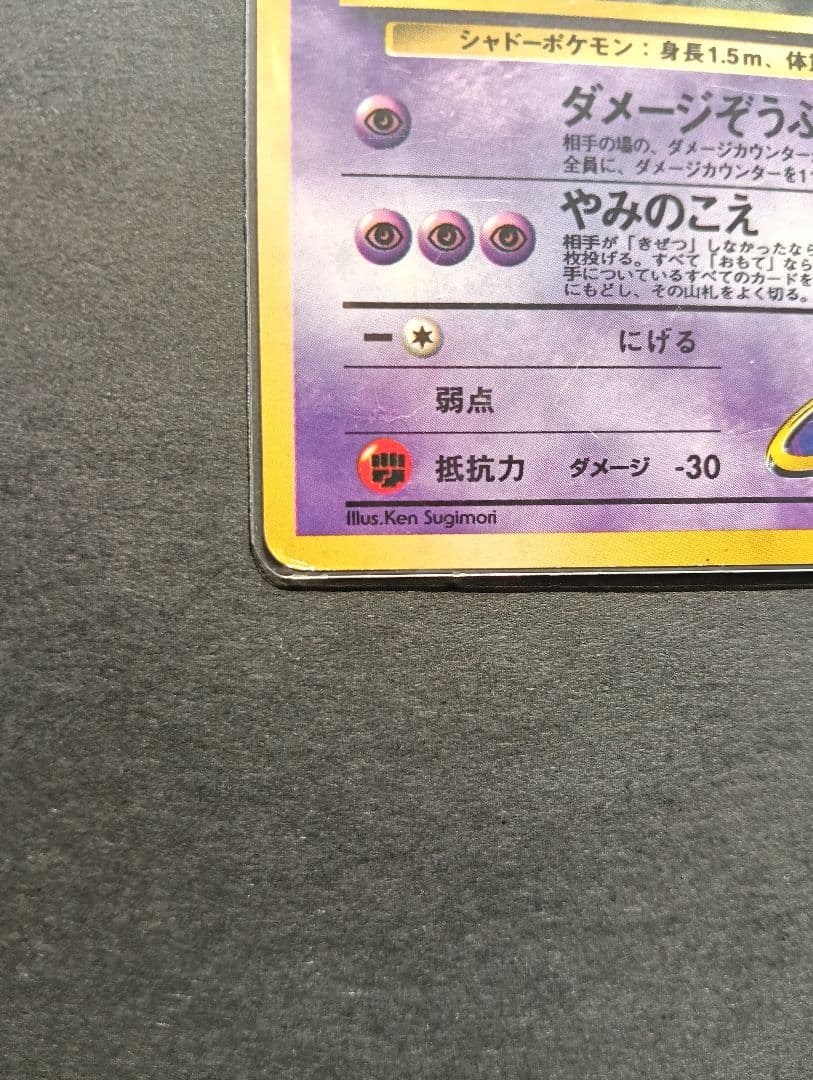 シャドーポケモン：身長1.5m、体
ダメージぞうふ
相手の場の、ダメージカウンター
全員に、ダメージカウンターを1
やみのこえ
相手が「きぜつ」しなかったなら
枚投げる。すべて「おもて」なら
手についているすべてのカードを
にもどし、その山札をよく切る。
ー にげる
弱点
抵抗力 ダメージ -30
Illus.Ken Sugimori